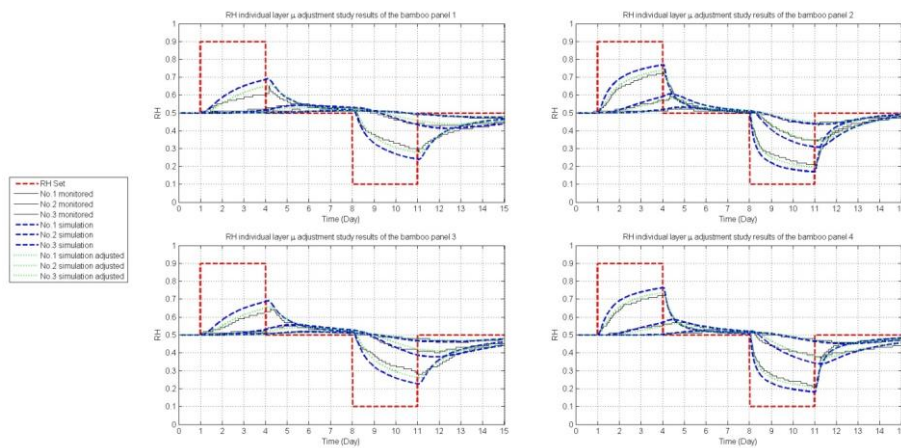 RH individual layer μ adjustment study results of the bamboo panel 1
1
0.9
0.8
0.7
0.6
0.5
0.4
0.3
0.2
0.1
0
RH
0 1 2 3 4 5 6 7 8 9 10 11 12 13 14 15
Time (Day)
RH individual layer μ adjustment study results of the bamboo panel 2
1
0.9
0.8
0.7
0.6
0.5
0.4
0.3
0.2
0.1
0
RH
0 1 2 3 4 5 6 7 8 9 10 11 12 13 14 15
Time (Day)
RH Set
No.1 monitored
No.2 monitored
No.3 monitored
No.1 simulation
No.2 simulation
No.3 simulation
No.1 simulation adjusted
No.2 simulation adjusted
No.3 simulation adjusted
RH individual layer μ adjustment study results of the bamboo panel 3
1
0.9
0.8
0.7
0.6
0.5
0.4
0.3
0.2
0.1
0
RH
0 1 2 3 4 5 6 7 8 9 10 11 12 13 14 15
Time (Day)
RH individual layer μ adjustment study results of the bamboo panel 4
1
0.9
0.8
0.7
0.6
0.5
0.4
0.3
0.2
0.1
0
RH
0 1 2 3 4 5 6 7 8 9 10 11 12 13 14 15
Time (Day)